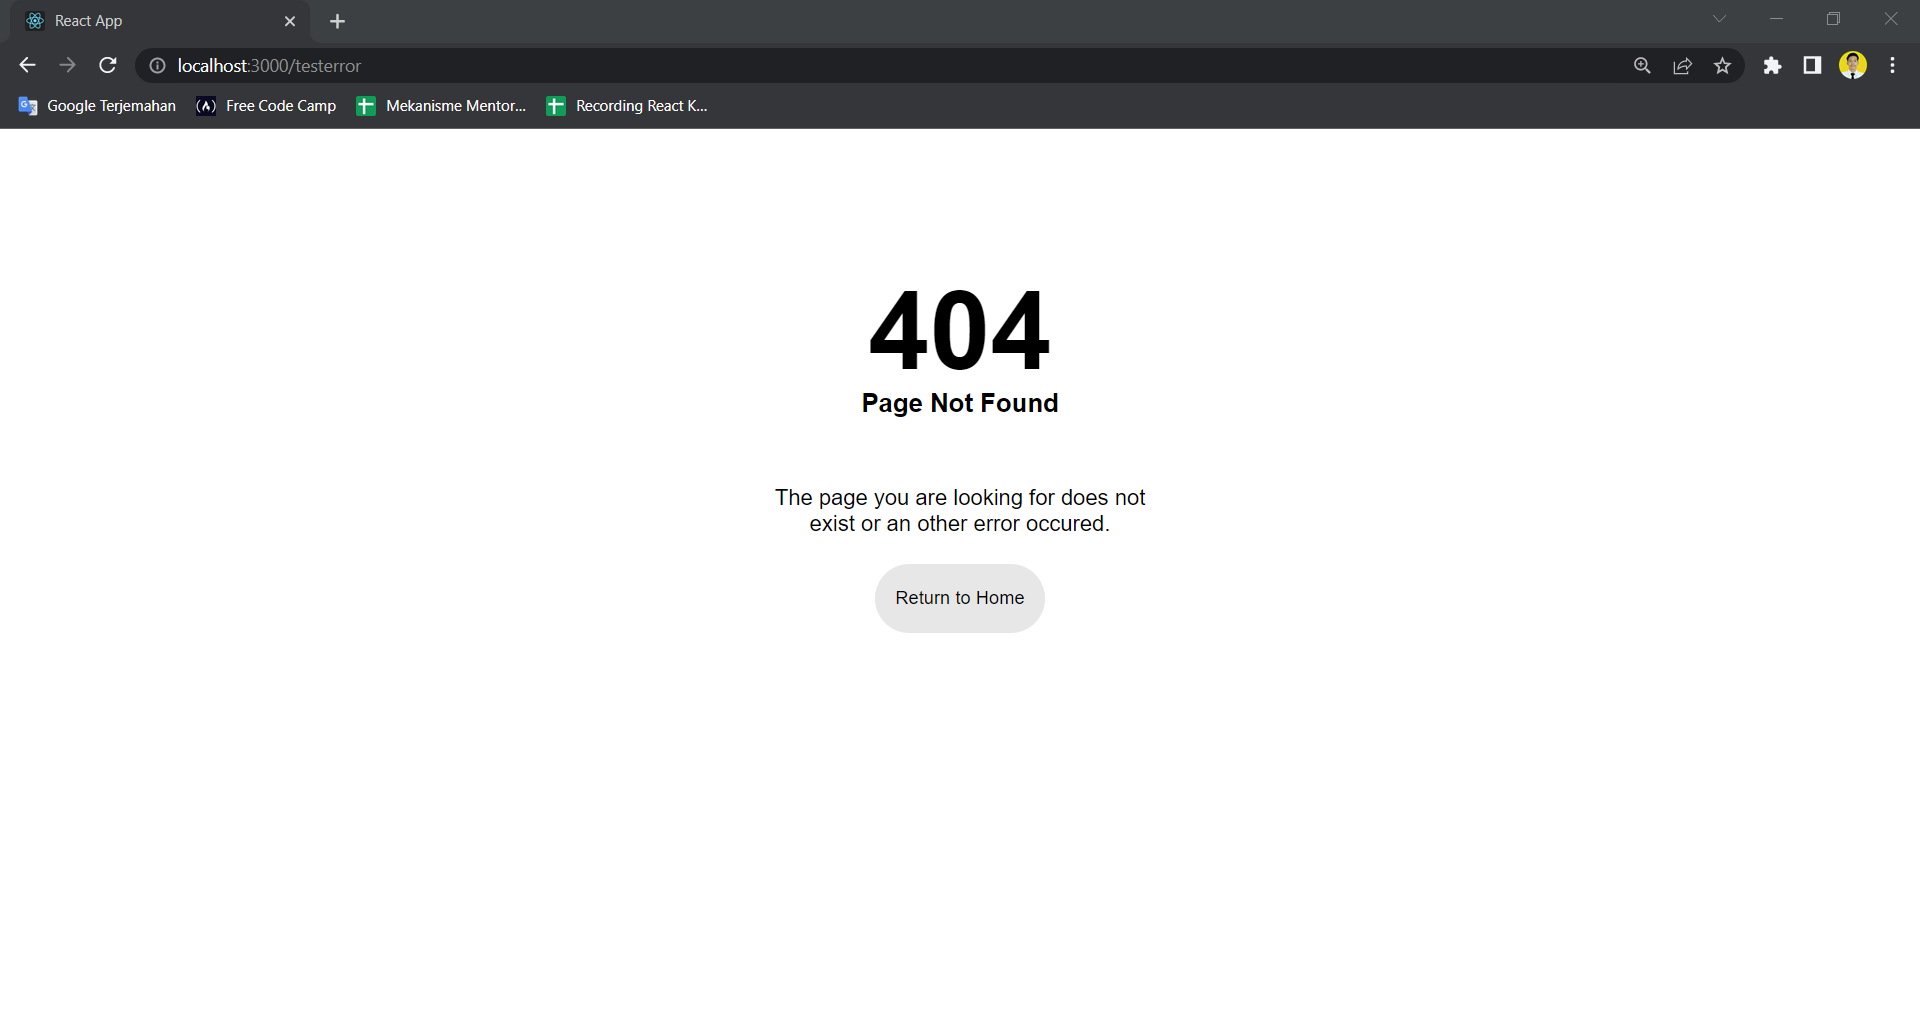 React App
localhost:3000/testerror
Google Terjemahan
Free Code Camp
Mekanisme Mentor...
Recording React K...
404
Page Not Found
The page you are looking for does not
exist or an other error occured.
Return to Home